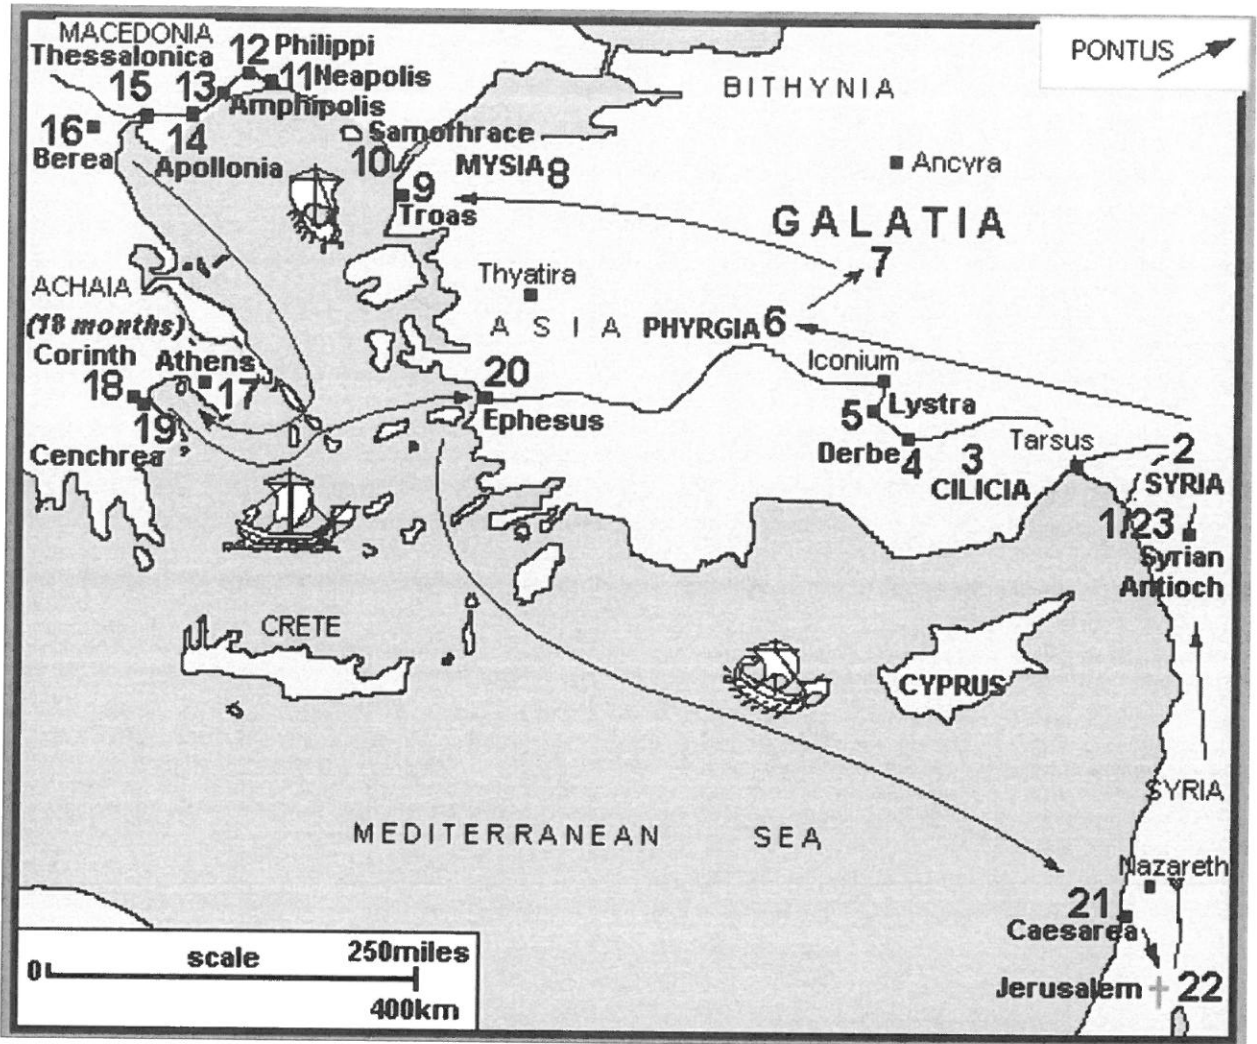 MACEDONIA
Thessalonica
12 Philippi
PONTUS
15 13 11 Neapolis
BITHYNIA
Amphipolis
16
14
Samothrace
Berea
Apollonia
10
MYSIA 8
Ancyra
9
Troas
GALATIA
7
Thyatira
ACHAIA
(18 months)
ASIA PHYRGIA 6
Corinth
Athens
Iconium
18
17
20
19
Ephesus
5
Lystra
Cenchrea
Derbe 4
3
Tarsus
2
CILICIA
SYRIA
1/23
Syrian
Antioch
CRETE
CYPRUS
SYRIA
MEDITERRANEAN SEA
Nazareth
21
Caesarea
scale
250miles
0
400km
Jerusalem 22